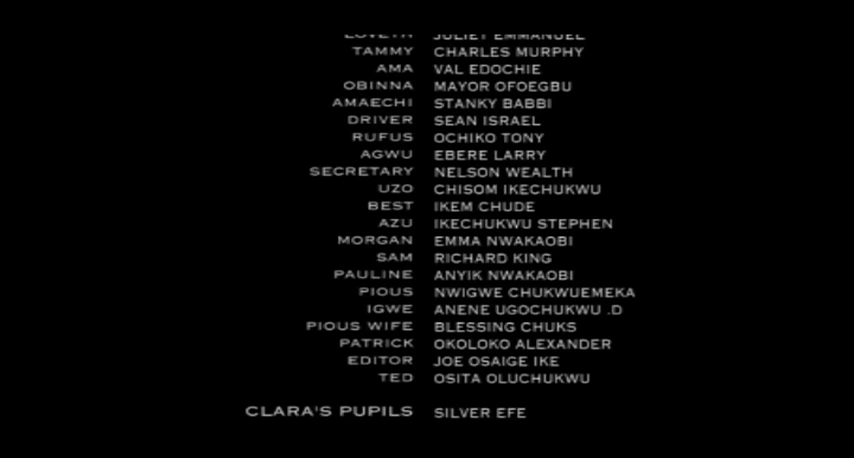 LOVETH JULIET EMMANUEL
TAMMY CHARLES MURPHY
AMA VAL EDOCHIE
OBINNA MAYOR OFOEGBU
AMAECHI STANKY BABBI
DRIVER SEAN ISRAEL
RUFUS OCHIKO TONY
AGWU EBERE LARRY
SECRETARY NELSON WEALTH
UZO CHISOM IKECHUKWU
BEST IKEM CHUDE
AZU IKECHUKWU STEPHEN
MORGAN EMMA NWAKAOBI
SAM RICHARD KING
PAULINE ANYIK NWAKAOBI
PIOUS NWIGWE CHUKWUEMEKA
IGWE ANENE UGOCHUKWU .D
PIOUS WIFE BLESSING CHUKS
PATRICK OKOLOKO ALEXANDER
EDITOR JOE OSAIGE IKE
TED OSITA OLUCHUKWU
CLARA'S PUPILS SILVER EFE